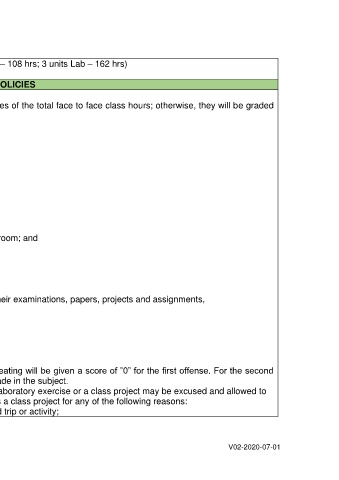 – 108 hrs; 3 units Lab – 162 hrs)
OLICIES
es of the total face to face class hours; otherwise, they will be graded
room; and
eir examinations, papers, projects and assignments,
eating will be given a score of "0" for the first offense. For the second
de in the subject.
aboratory exercise or a class project may be excused and allowed to
s a class project for any of the following reasons:
d trip or activity;
V02-2020-07-01